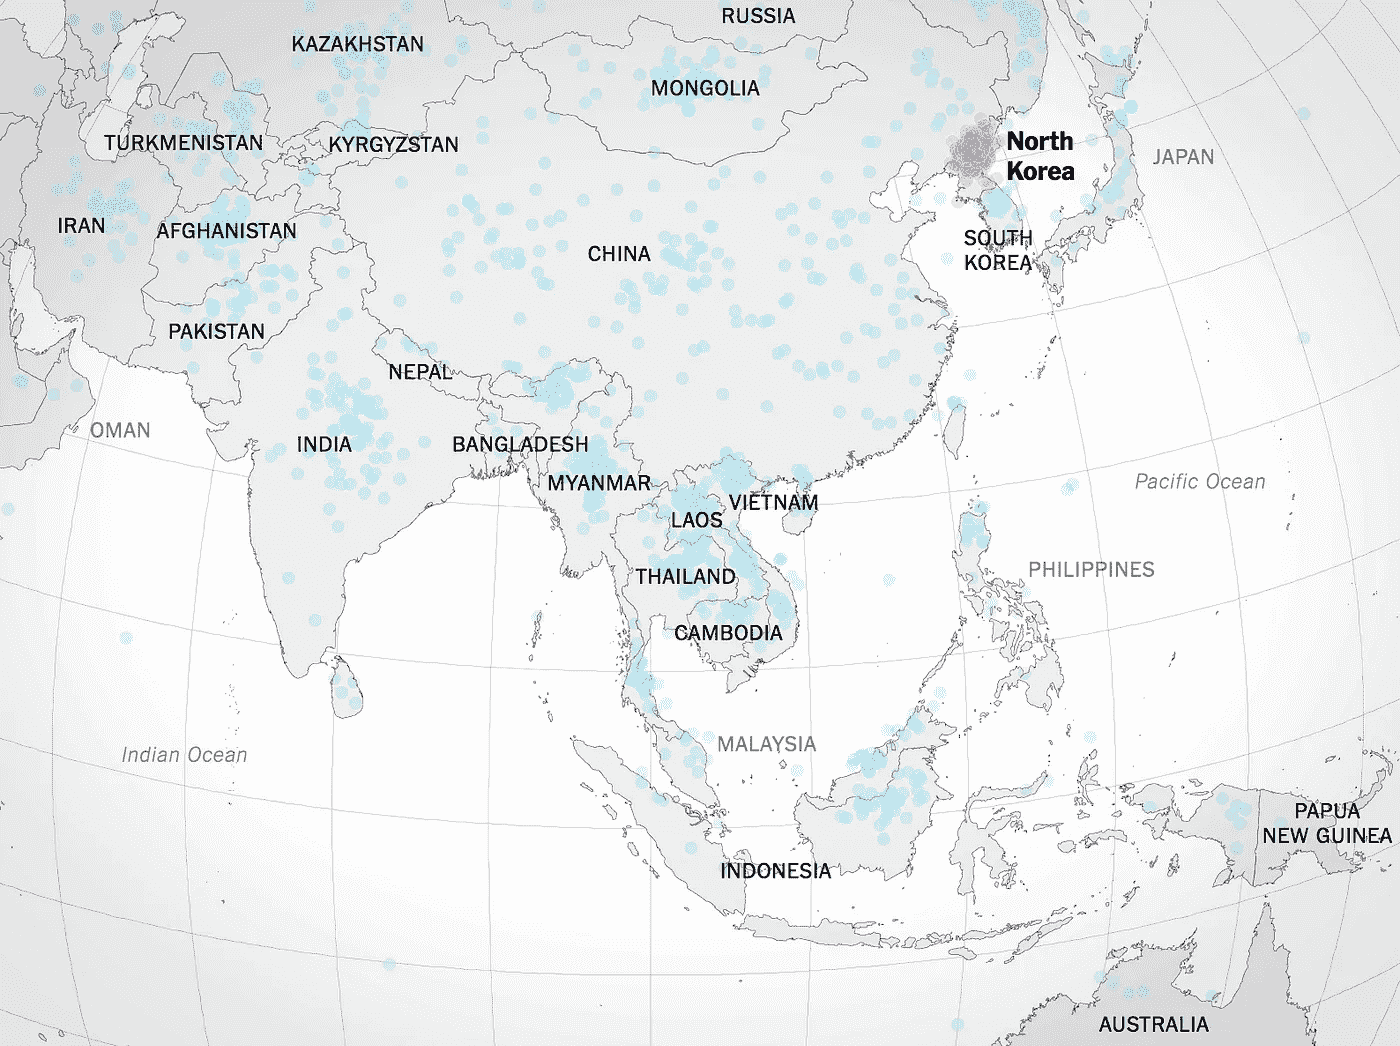 RUSSIA
KAZAKHSTAN
MONGOLIA
TURKMENISTAN
KYRGYZSTAN
North
Korea
JAPAN
IRAN
AFGHANISTAN
CHINA
SOUTH
KOREA
PAKISTAN
NEPAL
OMAN
INDIA
BANGLADESH
MYANMAR
Pacific Ocean
VIETNAM
LAOS
THAILAND
PHILIPPINES
CAMBODIA
Indian Ocean
MALAYSIA
PAPUA
NEW GUINEA
INDONESIA
AUSTRALIA